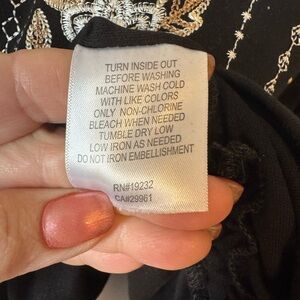 TURN INSIDE OUT
BEFORE WASHING
MACHINE WASH COLD
WITH LIKE COLORS
ONLY NON-CHLORINE
BLEACH WHEN NEEDED
TUMBLE DRY LOW
LOW IRON AS NEEDED
DO NOT IRON EMBELLISHMENT
RN#19232
CA#29961